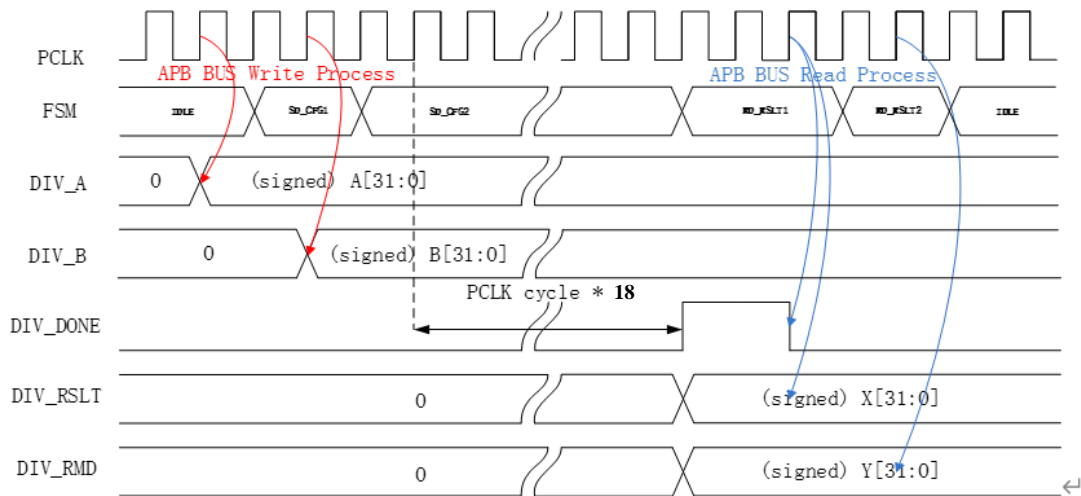 PCLK
APB BUS Write Process
APB BUS Read Process
FSM
IDLE
SD_CFG1
SD_CFG2
RD_RSLT1
RD_RSLT2
IDLE
DIV_A
0
(signed) A[31:0]
DIV_B
0
(signed) B[31:0]
PCLK cycle * 18
DIV_DONE
DIV_RSLT
0
(signed) X[31:0]
DIV_RMD
0
(signed) Y[31:0]
↵